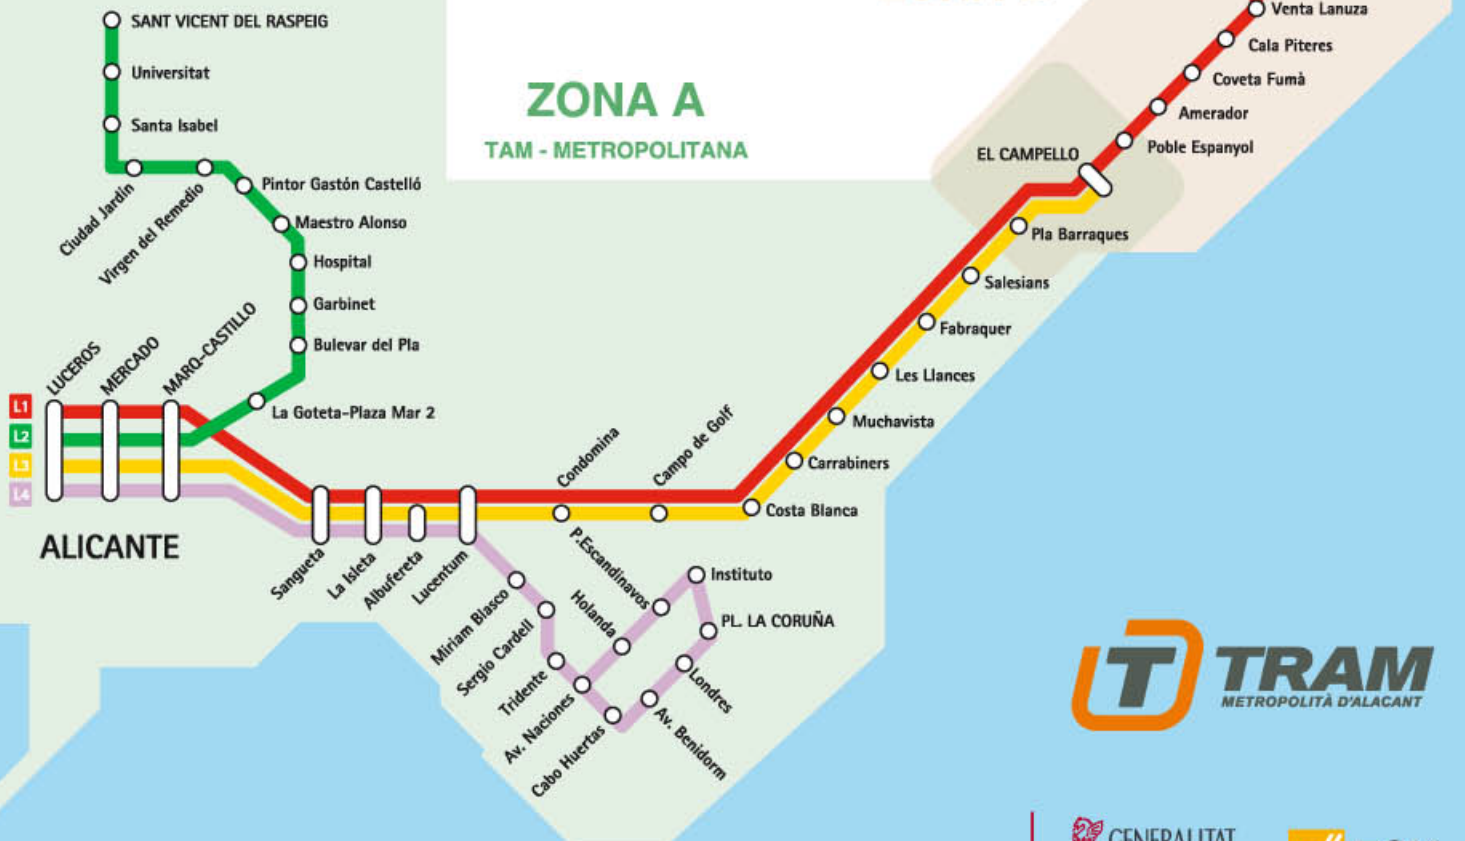 SANT VICENT DEL RASPEIG
Universitat
Santa Isabel
Ciudad Jardín
Virgen del Remedio
Pintor Gastón Castelló
Maestro Alonso
Hospital
Garbinet
Bulevar del Pla
La Goteta-Plaza Mar 2
ZONA A
TAM - METROPOLITANA
Venta Lanuza
Cala Piteres
Coveta Fumà
Amerador
Poble Espanyol
EL CAMPELLO
Pla Barraques
Salesians
Fabraquer
Les Llances
Muchavista
Carrabiners
Costa Blanca
Campo de Golf
Condomina
LUCEROS
MERCADO
MARQ-CASTILLO
L1
L2
L3
L4
ALICANTE
Sangueta
La Isleta
Albufereta
Lucentum
Miriam Blasco
Sergio Cardell
Tridente
Av. Naciones
Cabo Huertas
Av. Benidorm
Londres
PL. LA CORUÑA
Instituto
P.Escandinavos
Holanda
TRAM
METROPOLITÀ D'ALACANT
GENERALITAT